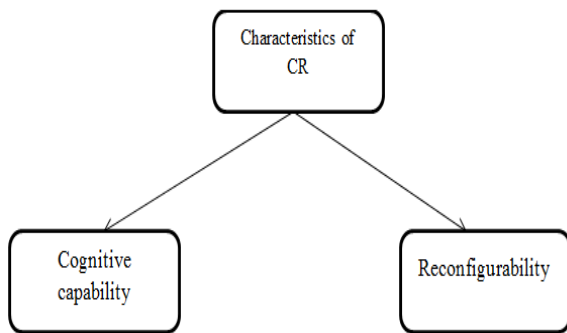 Characteristics of
CR
Cognitive
capability
Reconfigurability